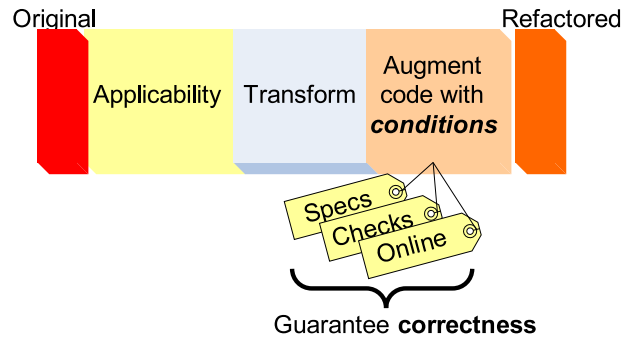 Original
Refactored
Applicability
Transform
Augment
code with
conditions
Specs
Checks
Online
Guarantee correctness